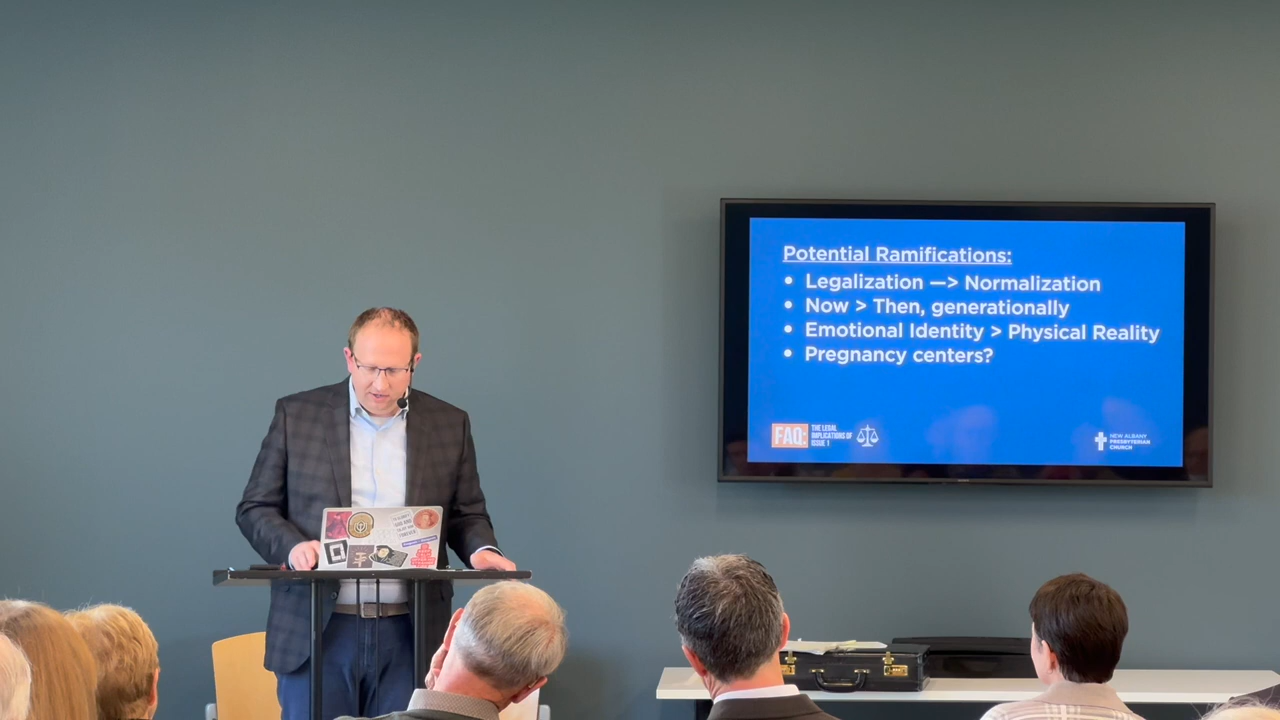 Potential Ramifications:
• Legalization —> Normalization
• Now > Then, generationally
• Emotional Identity > Physical Reality
• Pregnancy centers?
FAQ:
THE LEGAL
IMPLICATIONS OF
ISSUE 1
NEW ALBANY
PRESBYTERIAN
CHURCH